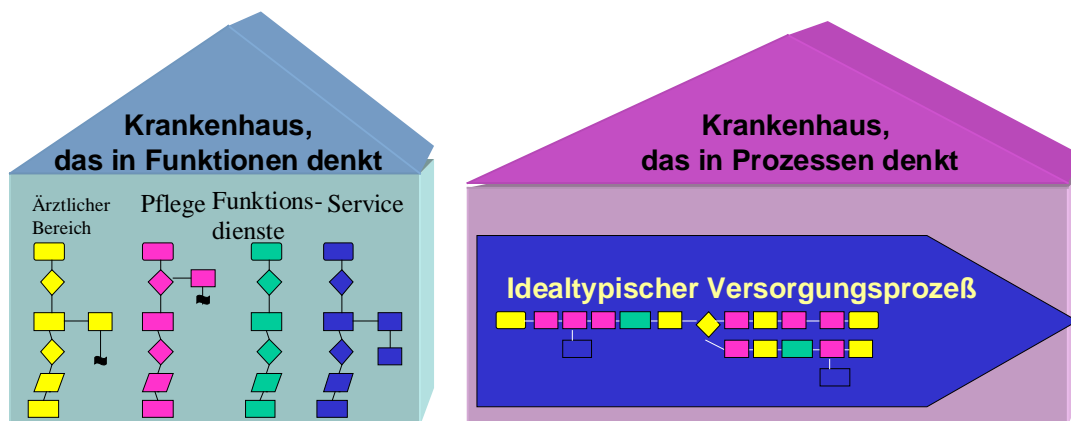 Krankenhaus,
das in Funktionen denkt
Ärztlicher
Bereich
Pflege
Funktions-
dienste
Service
Krankenhaus,
das in Prozessen denkt
Idealtypischer Versorgungsprozeß